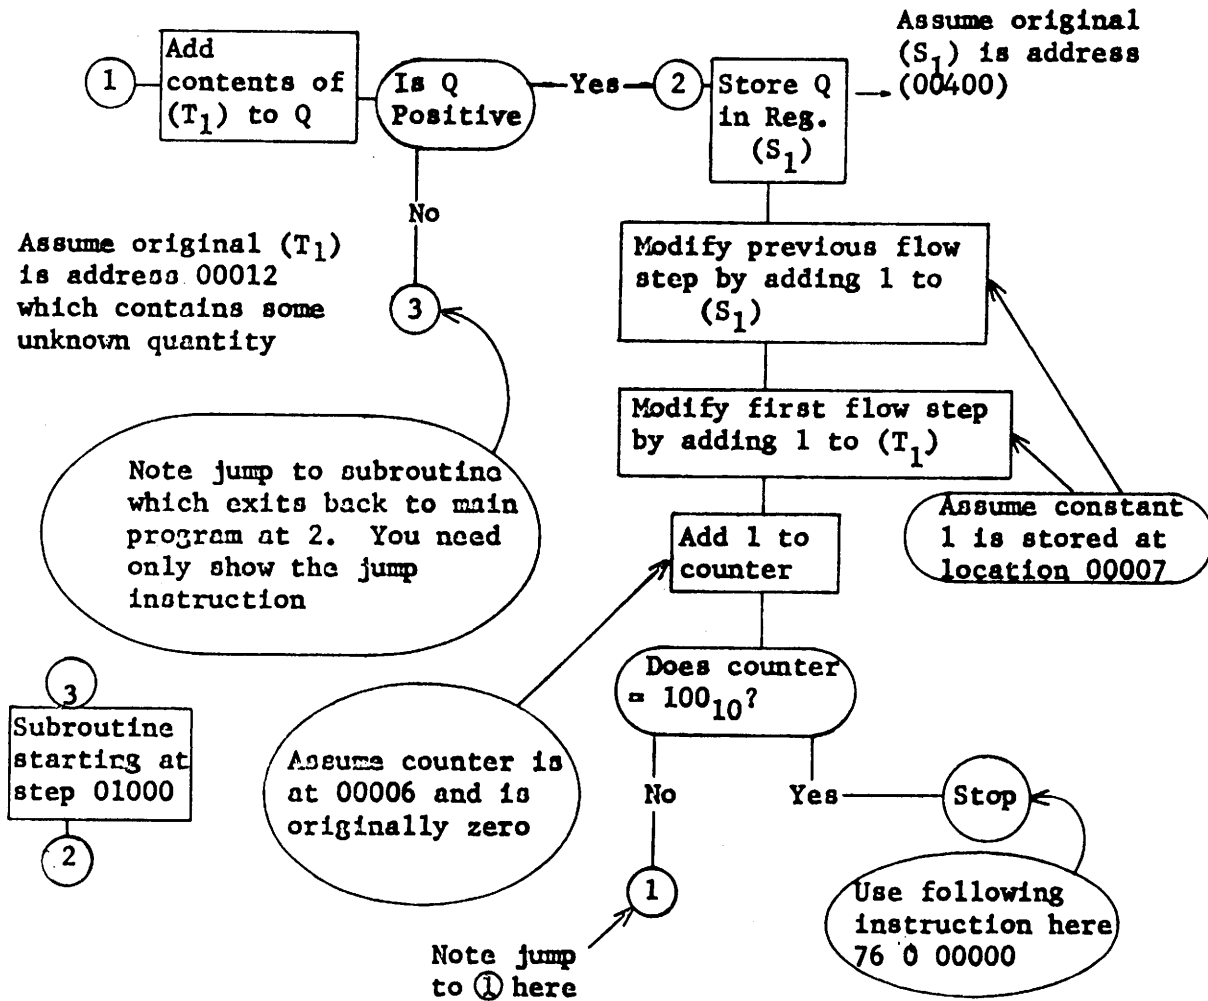 Assume original
(S1) is address
(00400)
1
Add
contents of
(T1) to Q
Is Q
Positive
Yes
2
Store Q
in Reg.
(S1)
No
3
Assume original (T1)
is address 00012
which contains some
unknown quantity
Modify previous flow
step by adding 1 to
(S1)
Modify first flow step
by adding 1 to (T1)
Note jump to subroutine
which exits back to main
program at 2. You need
only show the jump
instruction
Assume constant
1 is stored at
location 00007
Add 1 to
counter
Does counter
= 100₁₀?
3
Subroutine
starting at
step 01000
2
Assume counter is
at 00006 and is
originally zero
No
Yes
Stop
1
Use following
instruction here
76 0 00000
Note jump
to ① here